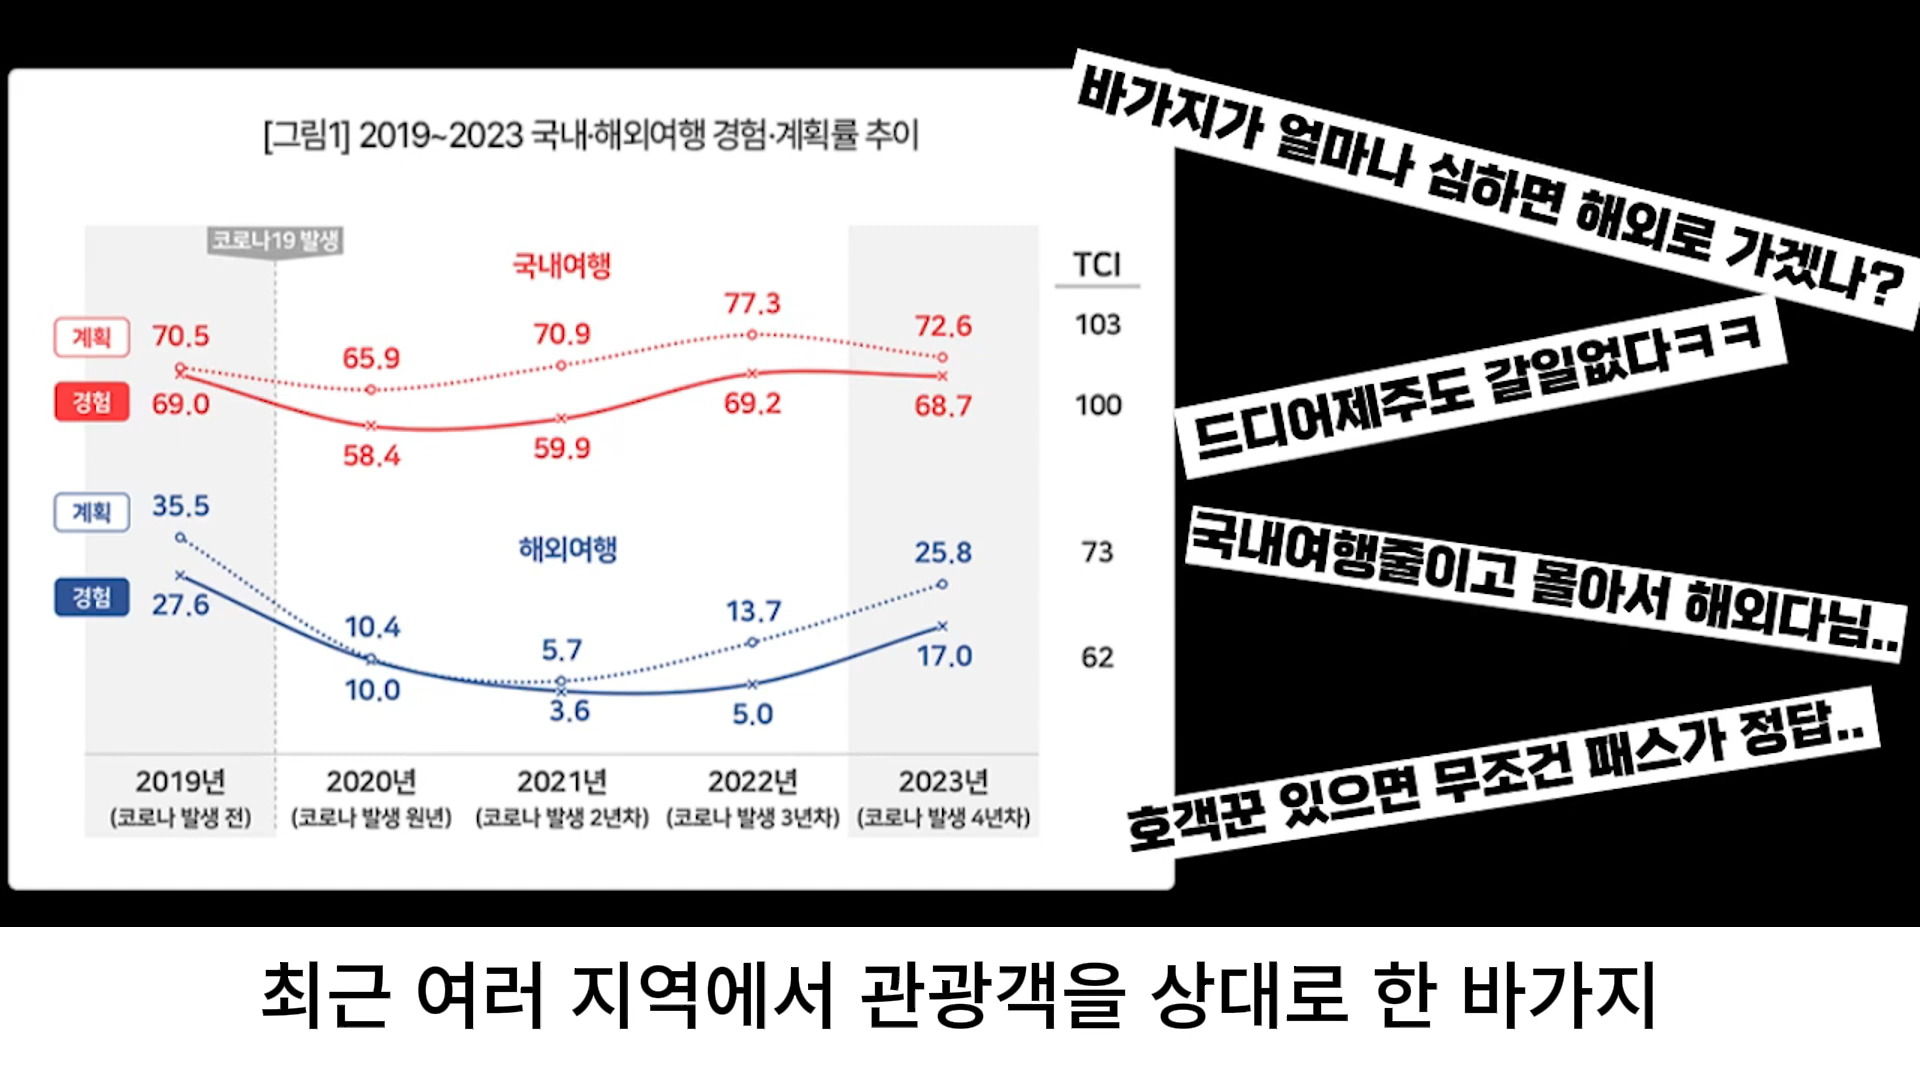 [그림1] 2019~2023 국내·해외여행 경험·계획률 추이
코로나19 발생
국내여행
TCI
계획 70.5 65.9 70.9 77.3 72.6 103
경험 69.0 58.4 59.9 69.2 68.7 100
해외여행
계획 35.5 10.4 5.7 13.7 25.8 73
경험 27.6 10.0 3.6 5.0 17.0 62
2019년 2020년 2021년 2022년 2023년
(코로나 발생 전) (코로나 발생 원년) (코로나 발생 2년차) (코로나 발생 3년차) (코로나 발생 4년차)
바가지가 얼마나 심하면 해외로 가겠나?
드디어제주도 갈일없다ㅋㅋ
국내여행줄이고 몰아서 해외다님..
호객꾼 있으면 무조건 패스가 정답..
최근 여러 지역에서 관광객을 상대로 한 바가지